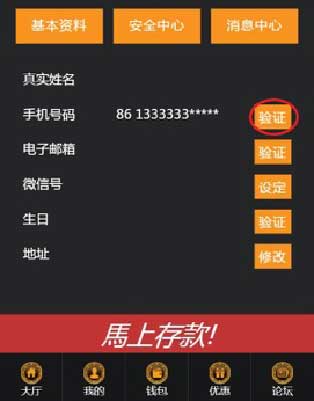 基本资料 安全中心 消息中心
真实姓名
手机号码 86 1333333***** 验证
电子邮箱 验证
微信号 设定
生日 验证
地址 修改
馬上存款!
大厅 我的 钱包 优惠 论坛